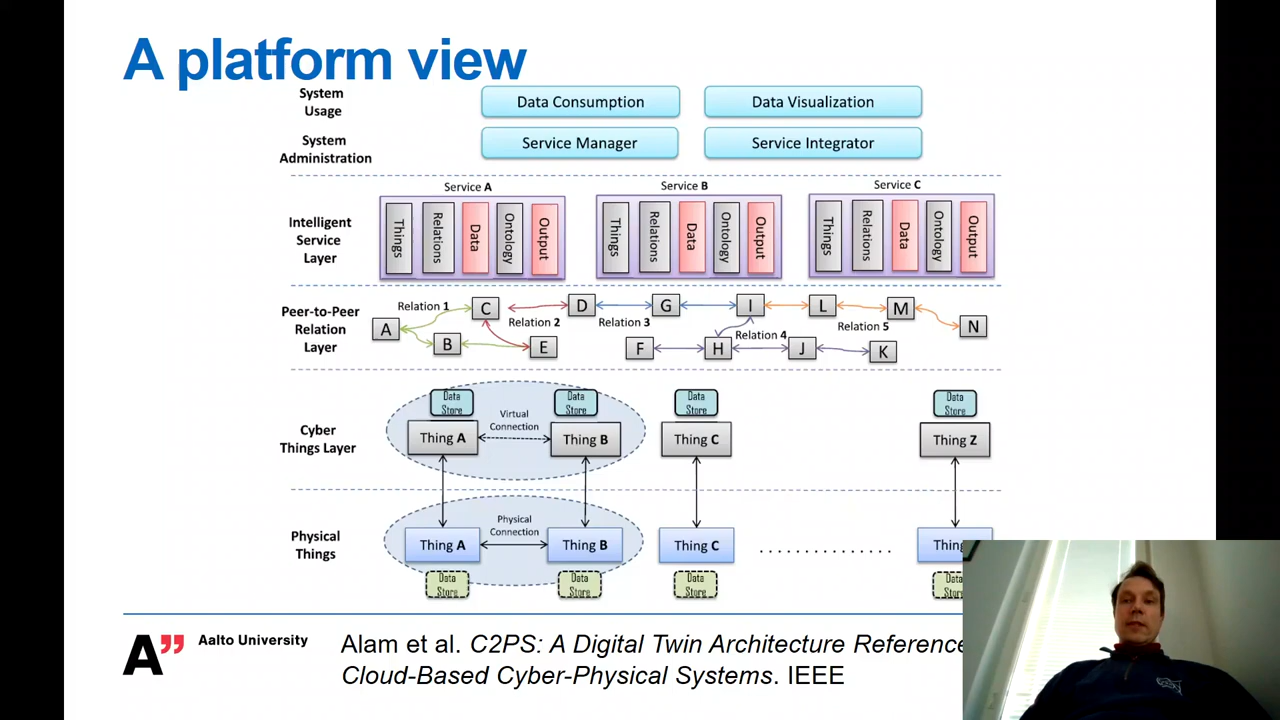 A platform view
System
Usage
Data Consumption
Data Visualization
System
Administration
Service Manager
Service Integrator
Service A
Service B
Service C
Intelligent
Service
Layer
Things
Relations
Data
Ontology
Output
Things
Relations
Data
Ontology
Output
Things
Relations
Data
Ontology
Output
Peer-to-Peer
Relation
Layer
Relation 1
Relation 2
Relation 3
Relation 4
Relation 5
A
B
C
D
E
F
G
H
I
J
K
L
M
N
Cyber
Things Layer
Data
Store
Thing A
Virtual
Connection
Data
Store
Thing B
Data
Store
Thing C
Data
Store
Thing Z
Physical
Things
Thing A
Physical
Connection
Thing B
Thing C
. . . . . . . . . . . . . . .
Thing
Data
Store
Data
Store
Data
Store
Data
Store
A”
Aalto University
Alam et al. C2PS: A Digital Twin Architecture Reference
Cloud-Based Cyber-Physical Systems. IEEE